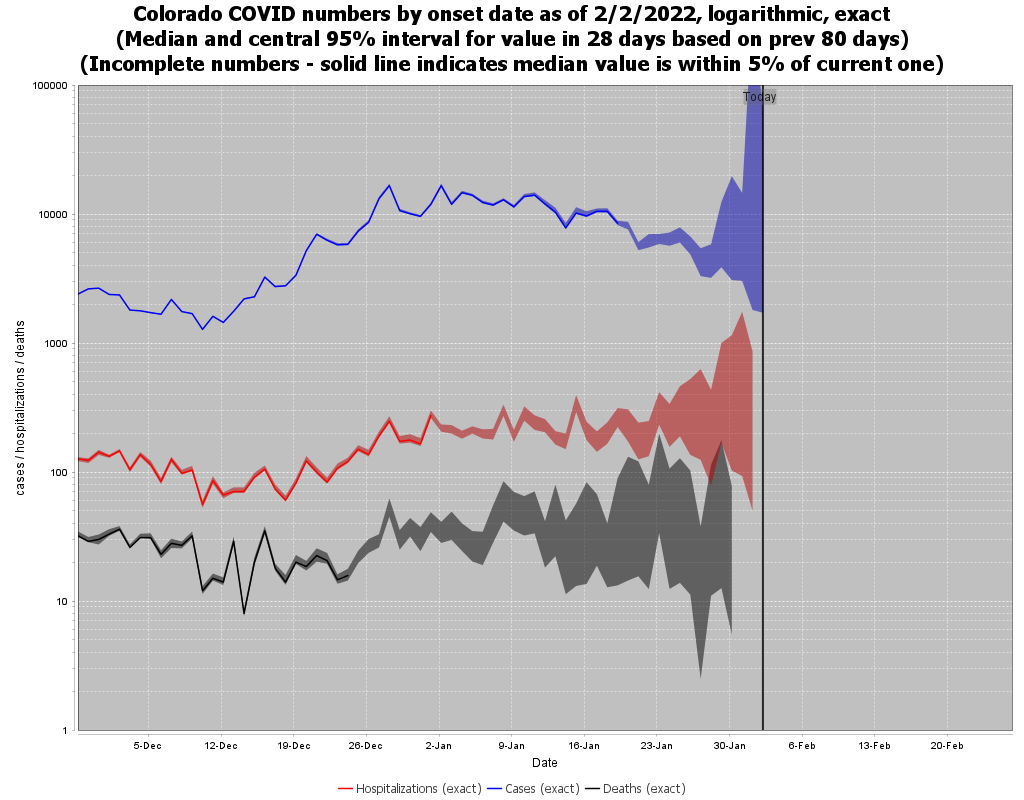 Colorado COVID numbers by onset date as of 2/2/2022, logarithmic, exact
(Median and central 95% interval for value in 28 days based on prev 80 days)
(Incomplete numbers - solid line indicates median value is within 5% of current one)
Today
100000
10000
1000
100
10
1
cases / hospitalizations / deaths
5-Dec 12-Dec 19-Dec 26-Dec 2-Jan 9-Jan 16-Jan 23-Jan 30-Jan 6-Feb 13-Feb 20-Feb
Date
Hospitalizations (exact) Cases (exact) Deaths (exact)